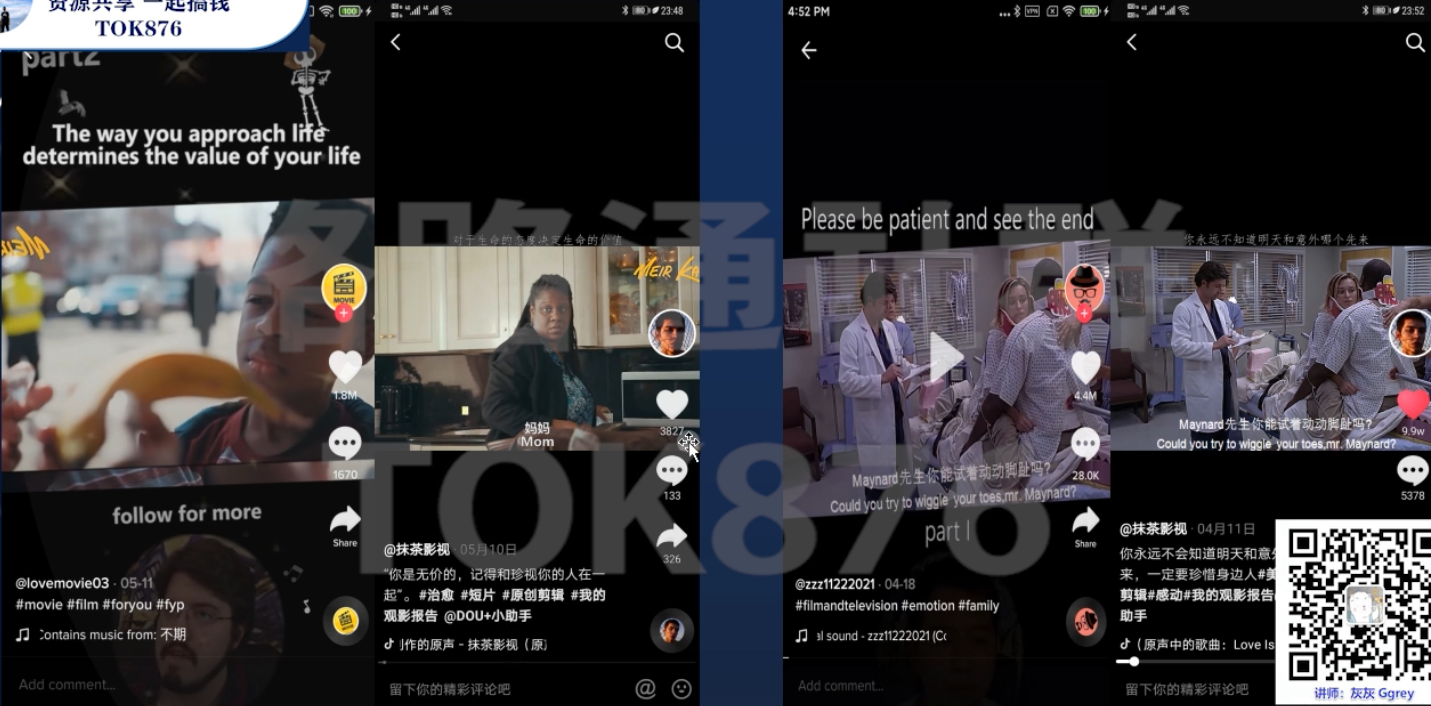 资源共享 一起搞钱
TOK876
100
part2
The way you approach life
determines the value of your life
MOVIE
1.8M
1670
follow for more
Share
@lovemovie03 · 05-11
#movie #film #foryou #fyp
Contains music from: 不期
Add comment...
23:48
对于生命的态度决定生命的价值
MEIR KA
妈妈
Mom
3827
133
326
@抹茶影视 · 05月10日
“你是无价的，记得和珍视你的人在一
起”。#治愈 #短片 #原创剪辑 #我的
观影报告 @DOU+小助手
创作的原声 - 抹茶影视（原
留下你的精彩评论吧
4:52 PM
VPN
100
Please be patient and see the end
4.4M
28.0K
Maynard先生你能试着动动脚趾吗?
Could you try to wiggle your toes,mr. Maynard?
part 1
Share
@zzz11222021 · 04-18
#filmandtelevision #emotion #family
al sound - zzz11222021 (Co
Add comment...
23:52
你永远不知道明天和意外哪个先来
Maynard先生你能试着动动脚趾吗?
Could you try to wiggle your toes,mr. Maynard?
9.9w
5378
@抹茶影视 · 04月11日
你永远不会知道明天和意外
来，一定要珍惜身边人#美
剪辑#感动#我的观影报告
助手
（原声中的歌曲：Love Is
留下你的精彩评论吧
讲师：灰灰 Ggrey
TOK876